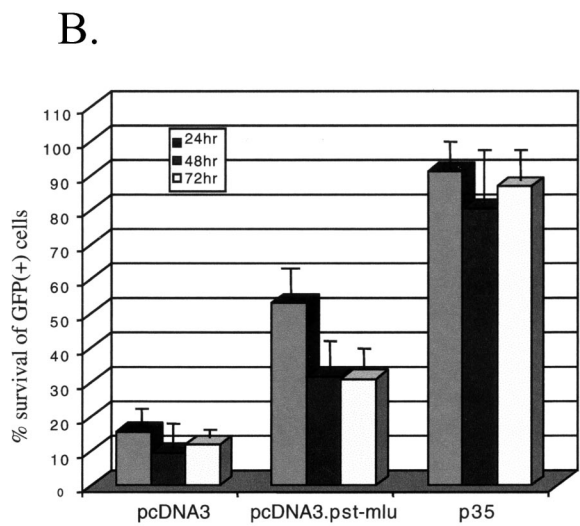 B.
110
100
90
80
70
60
50
40
30
20
10
0
% survival of GFP(+) cells
24hr
48hr
72hr
pcDNA3
pcDNA3.pst-mlu
p35